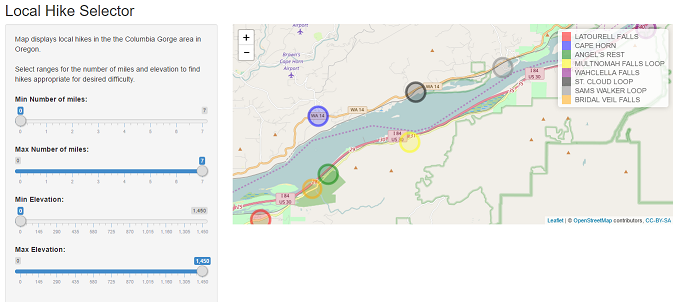 Local Hike Selector
Map displays local hikes in the the Columbia Gorge area in
Oregon.
Select ranges for the number of miles and elevation to find
hikes appropriate for desired difficulty.
Min Number of miles:
0 7
0 1 2 3 4 5 6 7
Max Number of miles:
0 7
0 1 2 3 4 5 6 7
Min Elevation:
0 1,450
0 145 290 435 580 725 870 1,015 1,160 1,305 1,450
Max Elevation:
0 1,450
0 145 290 435 580 725 870 1,015 1,160 1,305 1,450
+
-
Airport
Brown's
Cape Horn
Airport
WA 14
WA 14
WA 14
I 84
US 30
I 84
US 30
I 84
US 30
LATOURELL FALLS
CAPE HORN
ANGEL'S REST
MULTNOMAH FALLS LOOP
WAHCLELLA FALLS
ST. CLOUD LOOP
SAMS WALKER LOOP
BRIDAL VEIL FALLS
Leaflet | © OpenStreetMap contributors, CC-BY-SA